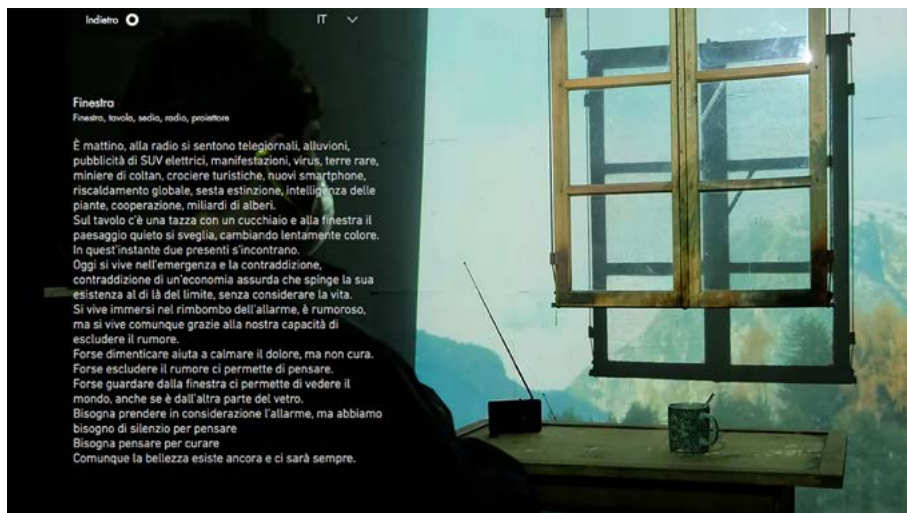 Indietro
IT
Finestra
Finestra, tavolo, sedia, radio, proiettore
È mattino, alla radio si sentono telegiornali, alluvioni,
pubblicità di SUV elettrici, manifestazioni, virus, terre rare,
miniere di coltan, crociere turistiche, nuovi smartphone,
riscaldamento globale, sesta estinzione, intelligenza delle
piante, cooperazione, miliardi di alberi.
Sul tavolo c'è una tazza con un cucchiaio e alla finestra il
paesaggio quieto si sveglia, cambiando lentamente colore.
In quest'instante due presenti s'incontrano.
Oggi si vive nell'emergenza e la contraddizione,
contraddizione di un'economia assurda che spinge la sua
esistenza al di là del limite, senza considerare la vita.
Si vive immersi nel rimbombo dell'allarme, è rumoroso,
ma si vive comunque grazie alla nostra capacità di
escludere il rumore.
Forse dimenticare aiuta a calmare il dolore, ma non cura.
Forse escludere il rumore ci permette di pensare.
Forse guardare dalla finestra ci permette di vedere il
mondo, anche se è dall'altra parte del vetro.
Bisogna prendere in considerazione l'allarme, ma abbiamo
bisogno di silenzio per pensare
Bisogna pensare per curare
Comunque la bellezza esiste ancora e ci sarà sempre.